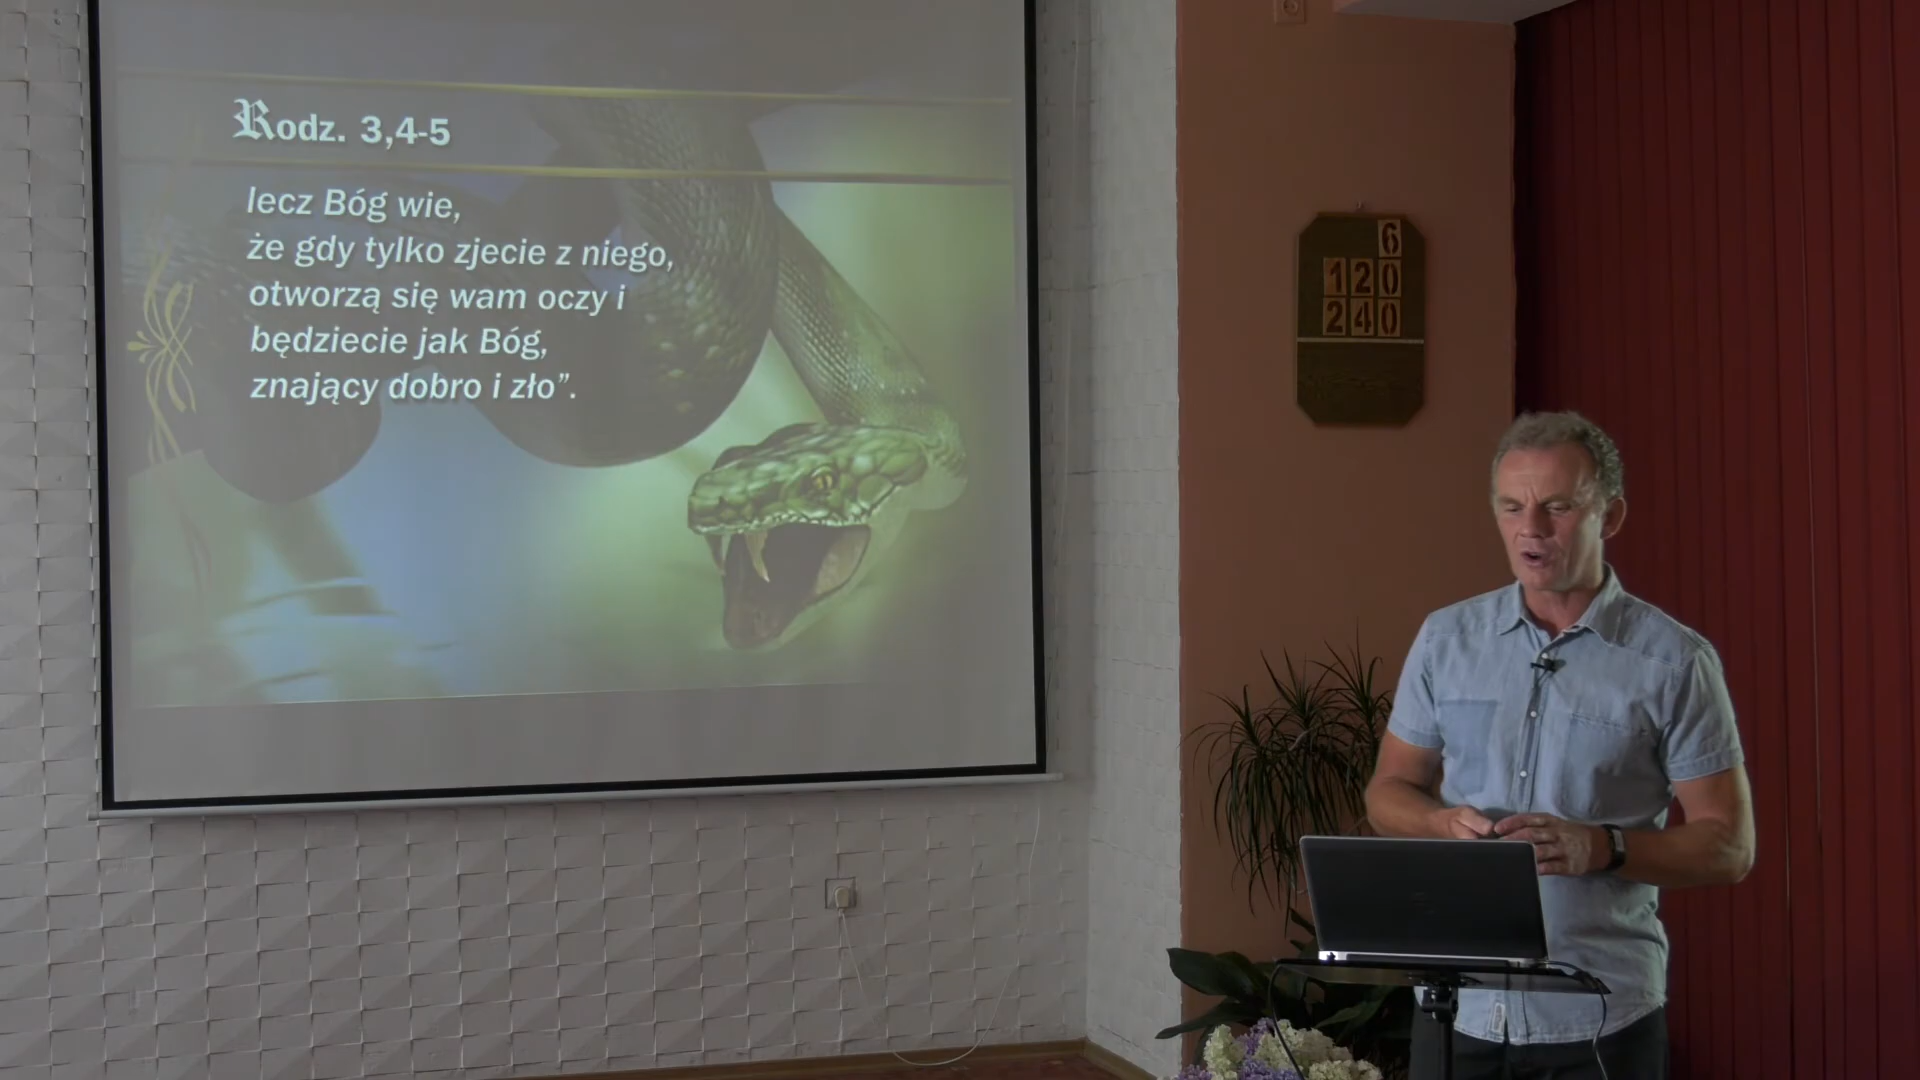 Rodz. 3,4-5
lecz Bóg wie,
że gdy tylko zjecie z niego,
otworzą się wam oczy i
będziecie jak Bóg,
znający dobro i zło”.
6
120
240